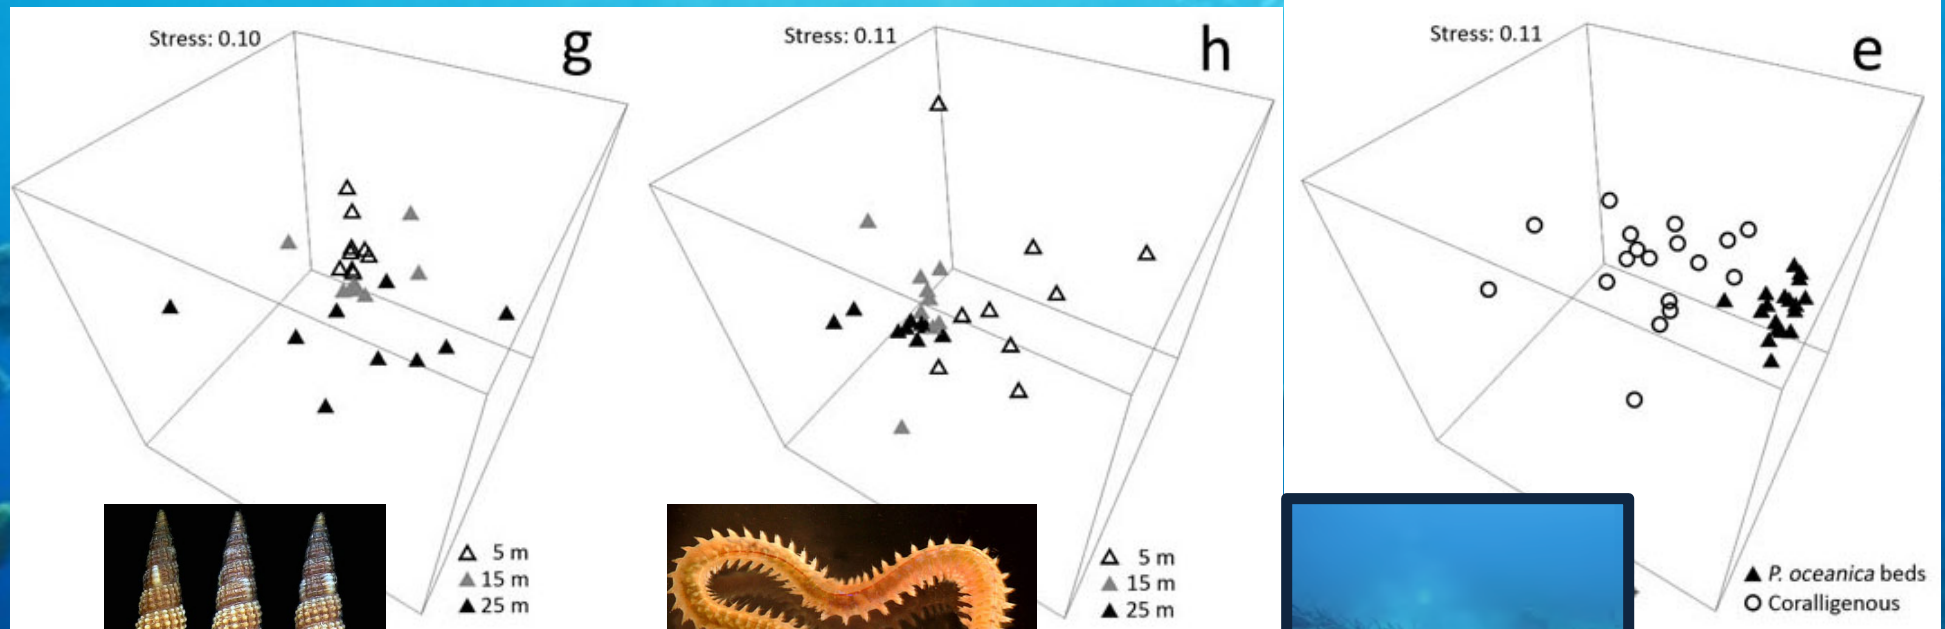 Stress: 0.10
g
5 m
15 m
25 m
Stress: 0.11
h
5 m
15 m
25 m
Stress: 0.11
e
P. oceanica beds
Coralligenous